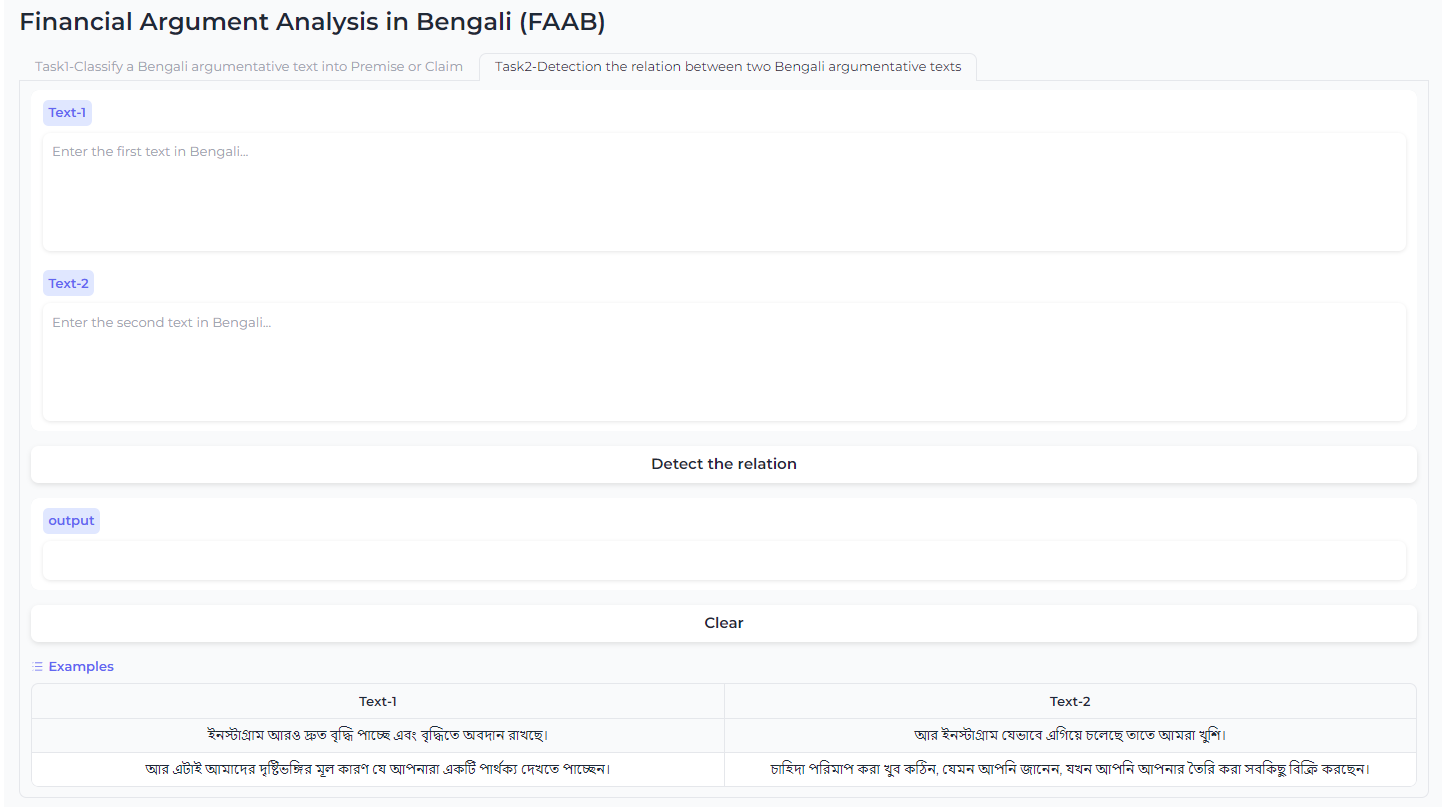 Financial Argument Analysis in Bengali (FAAB)
Task1-Classify a Bengali argumentative text into Premise or Claim
Task2-Detection the relation between two Bengali argumentative texts
Text-1
Enter the first text in Bengali...
Text-2
Enter the second text in Bengali...
Detect the relation
output
Clear
Examples
Text-1
Text-2
ইনস্টাগ্রাম আরও দ্রুত বৃদ্ধি পাচ্ছে এবং বৃদ্ধিতে অবদান রাখছে।
আর ইনস্টাগ্রাম যেভাবে এগিয়ে চলেছে তাতে আমরা খুশি।
আর এটাই আমাদের দৃষ্টিভঙ্গির মূল কারণ যে আপনারা একটি পার্থক্য দেখতে পাচ্ছেন।
চাহিদা পরিমাপ করা খুব কঠিন, যেমন আপনি জানেন, যখন আপনি আপনার তৈরি করা সবকিছু বিক্রি করছেন।